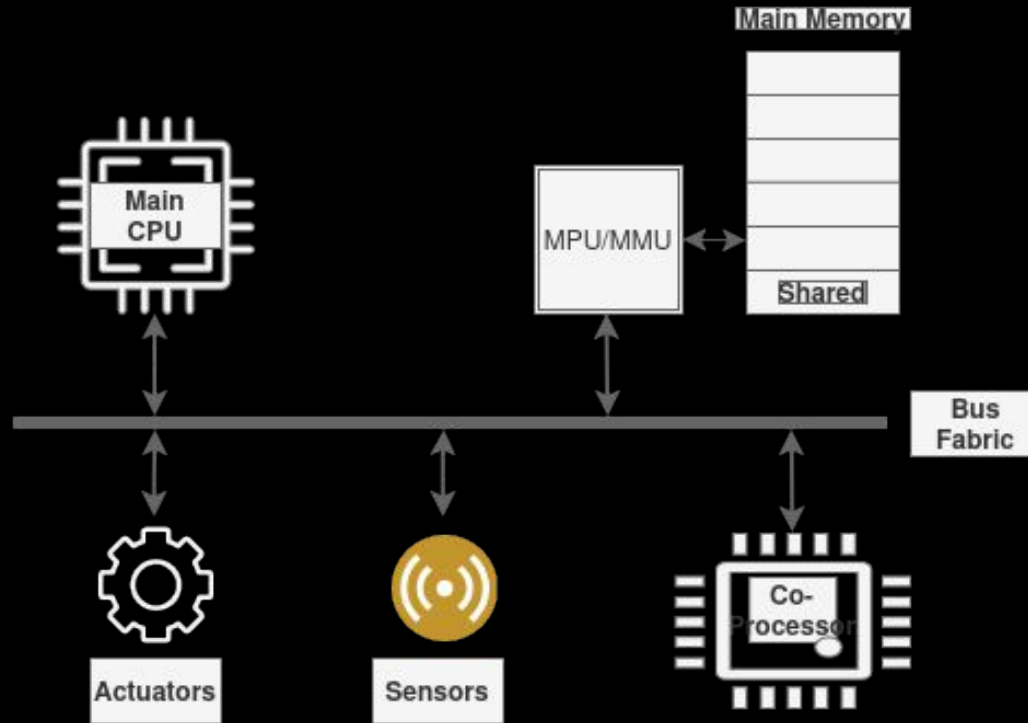 Main Memory
Main
CPU
MPU/MMU
Shared
Bus
Fabric
Co-
Processor
Actuators
Sensors